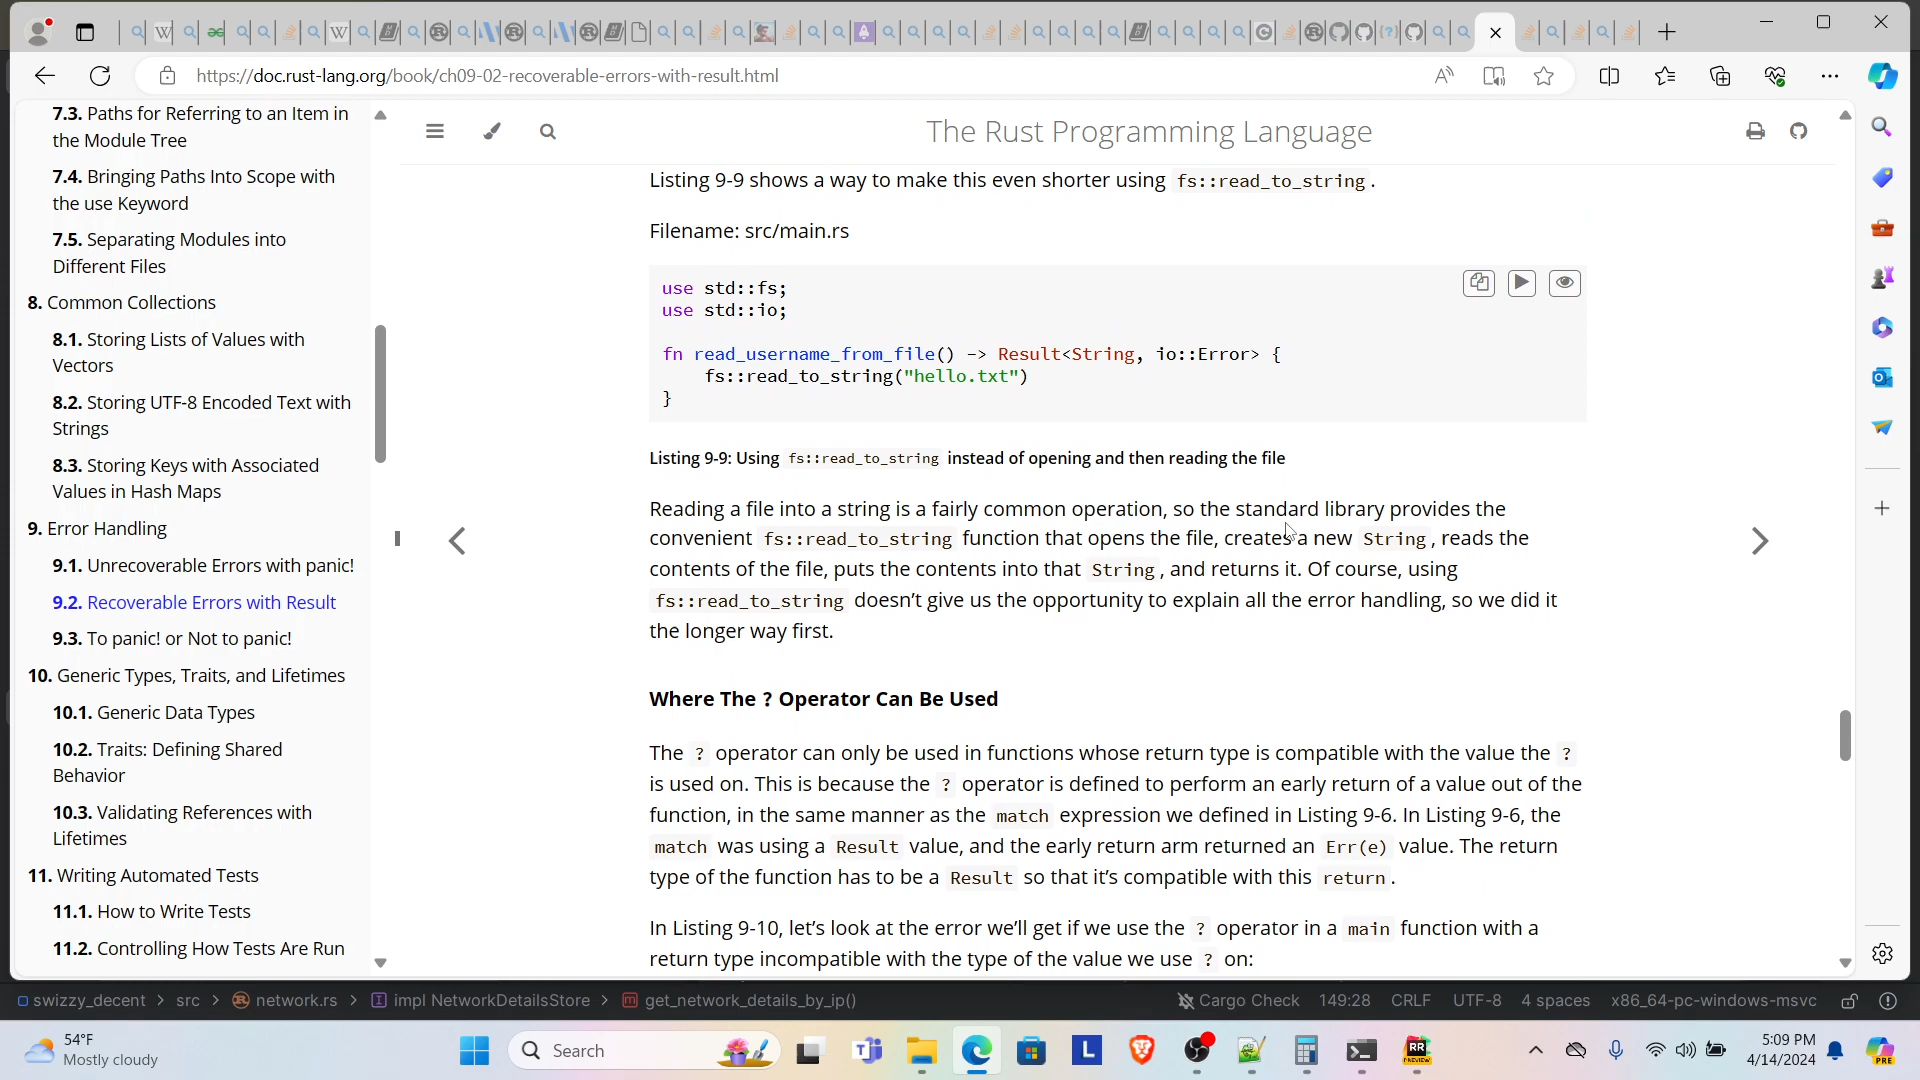 https://doc.rust-lang.org/book/ch09-02-recoverable-errors-with-result.html
7.3. Paths for Referring to an Item in
the Module Tree
7.4. Bringing Paths Into Scope with
the use Keyword
7.5. Separating Modules into
Different Files
8. Common Collections
8.1. Storing Lists of Values with
Vectors
8.2. Storing UTF-8 Encoded Text with
Strings
8.3. Storing Keys with Associated
Values in Hash Maps
9. Error Handling
9.1. Unrecoverable Errors with panic!
9.2. Recoverable Errors with Result
9.3. To panic! or Not to panic!
10. Generic Types, Traits, and Lifetimes
10.1. Generic Data Types
10.2. Traits: Defining Shared
Behavior
10.3. Validating References with
Lifetimes
11. Writing Automated Tests
11.1. How to Write Tests
11.2. Controlling How Tests Are Run
The Rust Programming Language
Listing 9-9 shows a way to make this even shorter using fs::read_to_string.
Filename: src/main.rs
use std::fs;
use std::io;
fn read_username_from_file() -> Result<String, io::Error> {
fs::read_to_string("hello.txt")
}
Listing 9-9: Using fs::read_to_string instead of opening and then reading the file
Reading a file into a string is a fairly common operation, so the standard library provides the
convenient fs::read_to_string function that opens the file, creates a new String, reads the
contents of the file, puts the contents into that String, and returns it. Of course, using
fs::read_to_string doesn’t give us the opportunity to explain all the error handling, so we did it
the longer way first.
Where The ? Operator Can Be Used
The ? operator can only be used in functions whose return type is compatible with the value the ?
is used on. This is because the ? operator is defined to perform an early return of a value out of the
function, in the same manner as the match expression we defined in Listing 9-6. In Listing 9-6, the
match was using a Result value, and the early return arm returned an Err(e) value. The return
type of the function has to be a Result so that it’s compatible with this return.
In Listing 9-10, let’s look at the error we’ll get if we use the ? operator in a main function with a
return type incompatible with the type of the value we use ? on:
swizzy_decent > src > network.rs > impl NetworkDetailsStore > get_network_details_by_ip()
Cargo Check 149:28 CRLF UTF-8 4 spaces x86_64-pc-windows-msvc
54°F
Mostly cloudy
Search
5:09 PM
4/14/2024